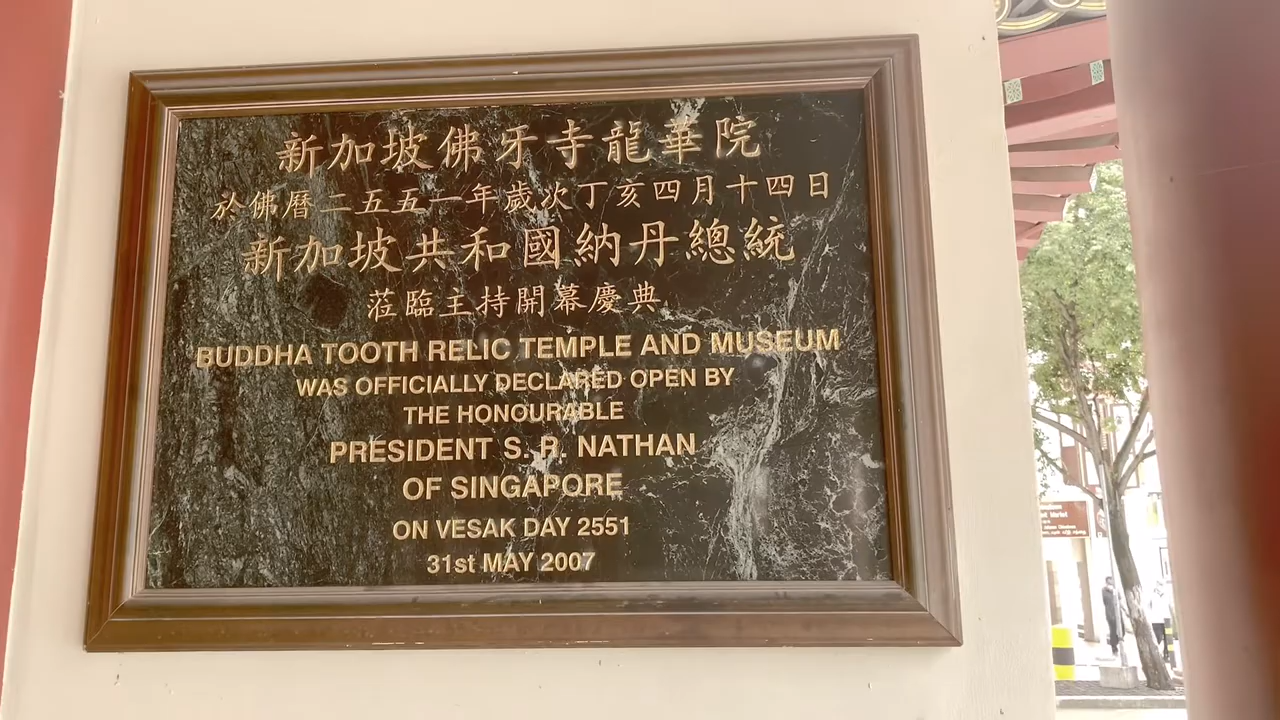 新加坡佛牙寺龍華院
於佛曆二五五一年歲次丁亥四月十四日
新加坡共和國納丹總統
蒞臨主持開幕慶典
BUDDHA TOOTH RELIC TEMPLE AND MUSEUM
WAS OFFICIALLY DECLARED OPEN BY
THE HONOURABLE
PRESIDENT S. R. NATHAN
OF SINGAPORE
ON VESAK DAY 2551
31st MAY 2007